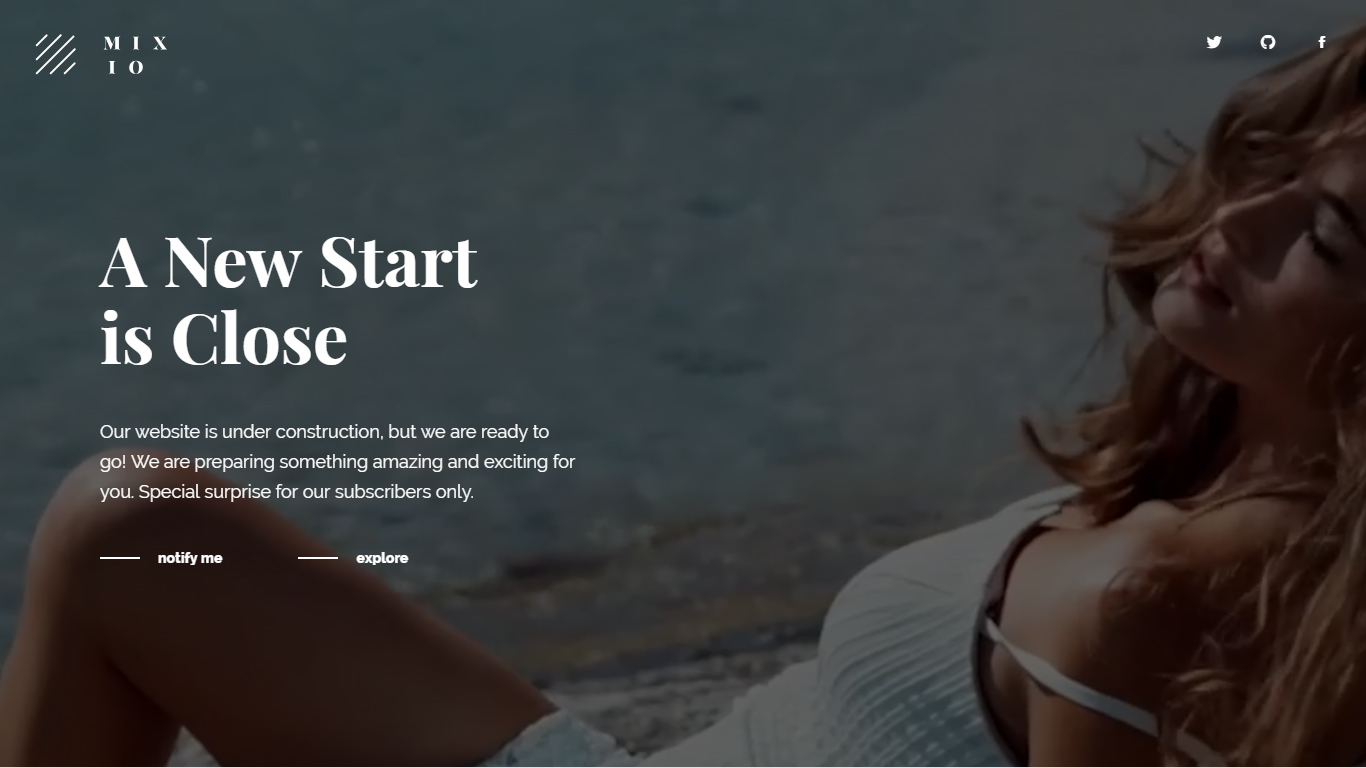 MIX
IO
A New Start
is Close
Our website is under construction, but we are ready to
go! We are preparing something amazing and exciting for
you. Special surprise for our subscribers only.
notify me
explore